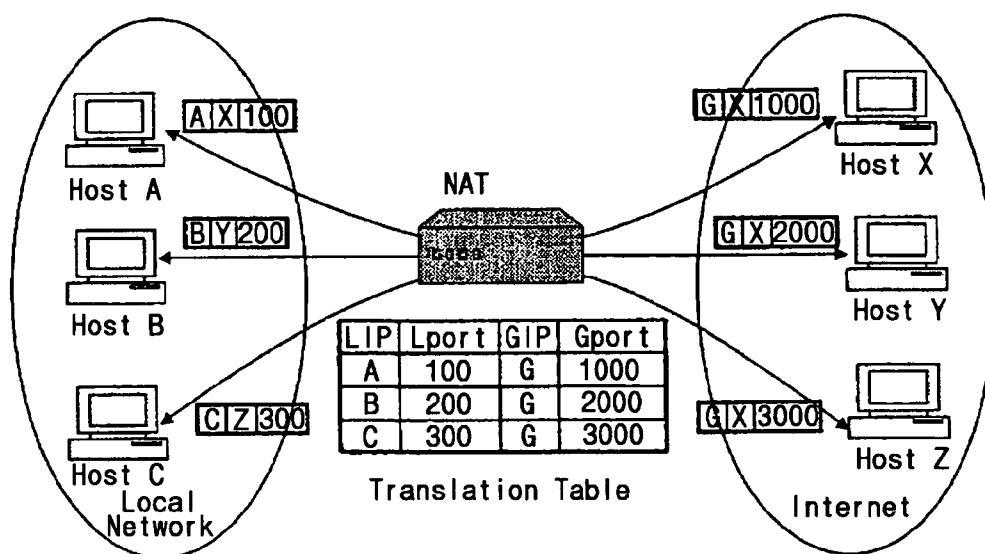 A X 100
Host A
B Y 200
Host B
C Z 300
Host C
Local
Network
NAT
LIP Lport GIP Gport
A 100 G 1000
B 200 G 2000
C 300 G 3000
Translation Table
G X 1000
Host X
G X 2000
Host Y
G X 3000
Host Z
Internet